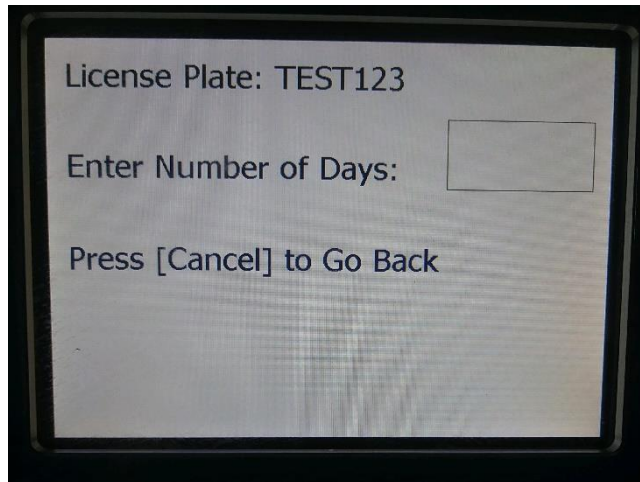 License Plate: TEST123
Enter Number of Days:
Press [Cancel] to Go Back